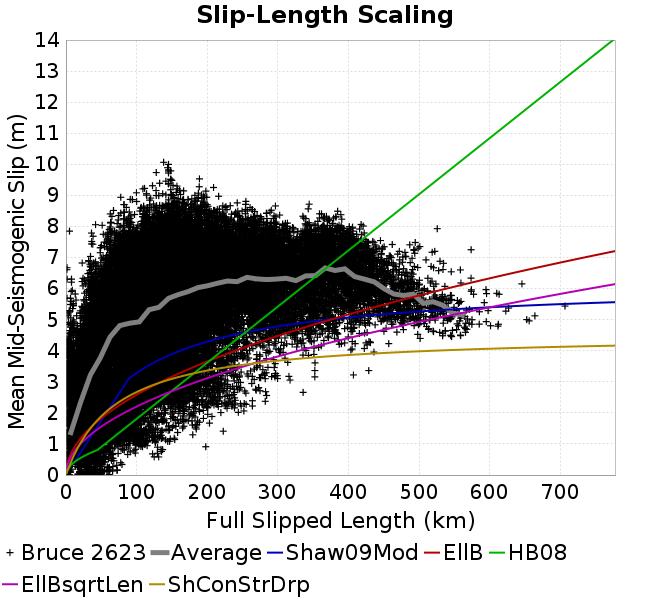 Slip-Length Scaling
Mean Mid-Seismogenic Slip (m)
14
13
12
11
10
9
8
7
6
5
4
3
2
1
0
0 100 200 300 400 500 600 700
Full Slipped Length (km)
Bruce 2623 Average Shaw09Mod EllB HB08
EllBsqrtLen ShConStrDrp